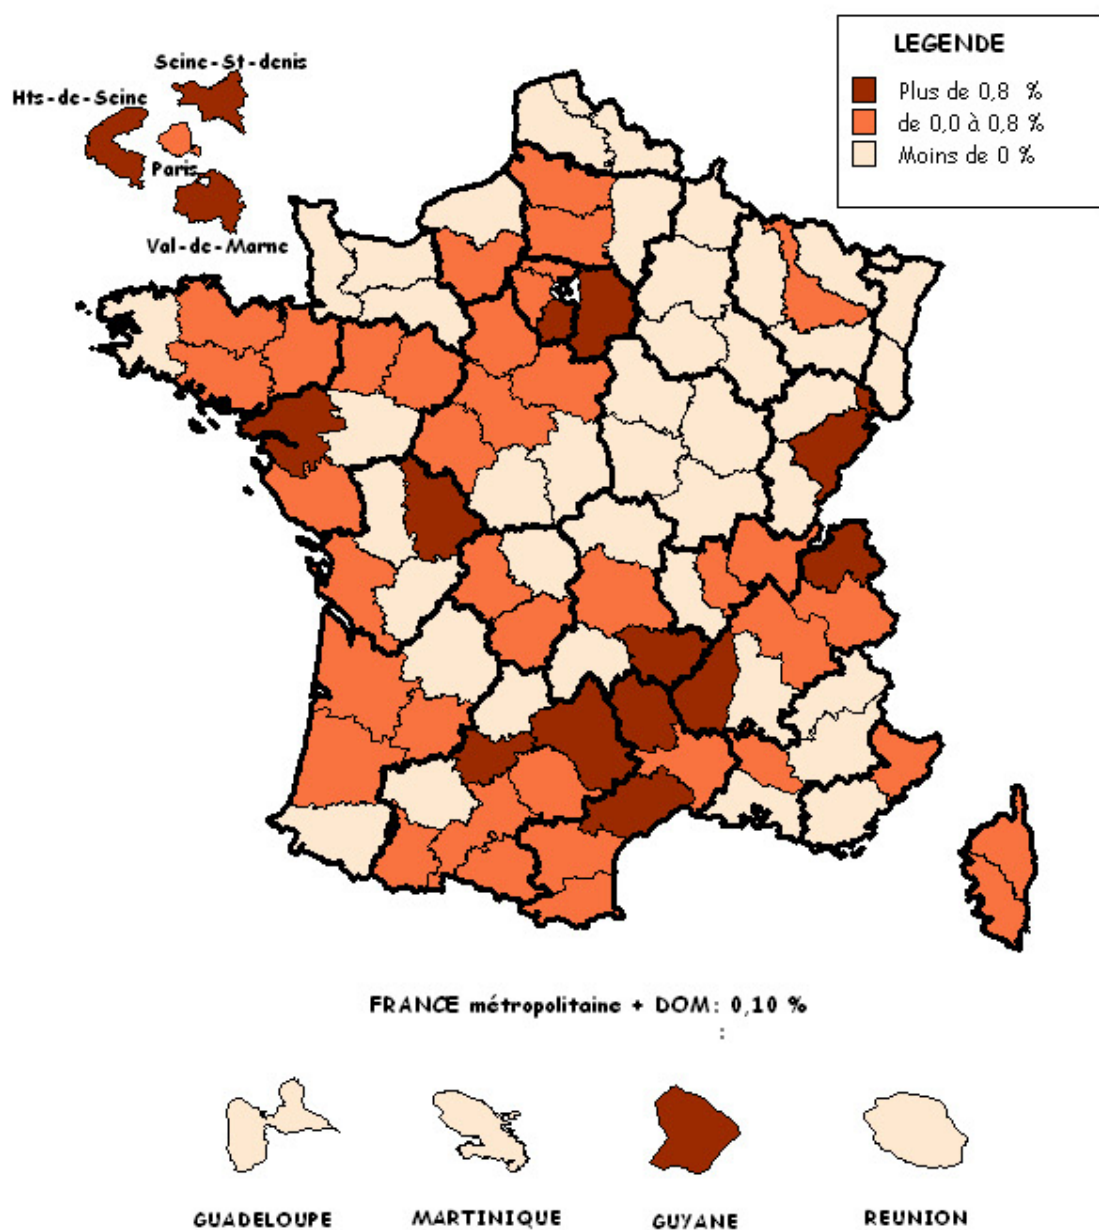 LEGENDE
Plus de 0,8 %
de 0,0 à 0,8 %
Moins de 0 %
Seine-St-denis
Hts-de-Seine
Paris
Val-de-Marne
FRANCE métropolitaine + DOM: 0,10 %
:
GUADELOUPE
MARTINIQUE
GUYANE
REUNION